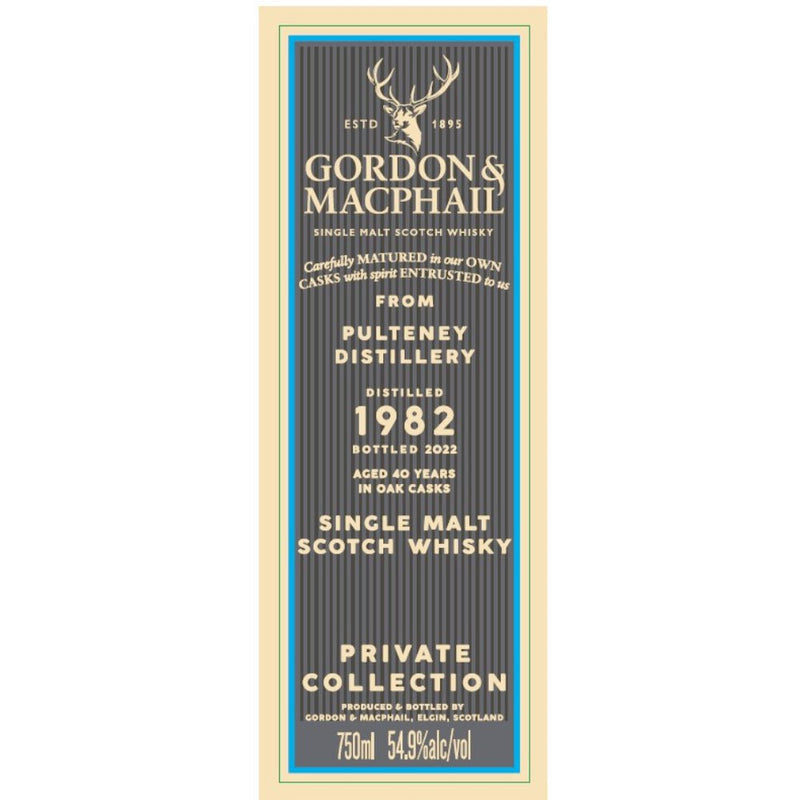 ESTD 1895
GORDON &
MACPHAIL
SINGLE MALT SCOTCH WHISKY
Carefully MATURED in our OWN
CASKS with spirit ENTRUSTED to us
FROM
PULTENEY
DISTILLERY
DISTILLED
1982
BOTTLED 2022
AGED 40 YEARS
IN OAK CASKS
SINGLE MALT
SCOTCH WHISKY
PRIVATE
COLLECTION
PRODUCED & BOTTLED BY
GORDON & MACPHAIL, ELGIN, SCOTLAND
750ml 54.9%alc/vol